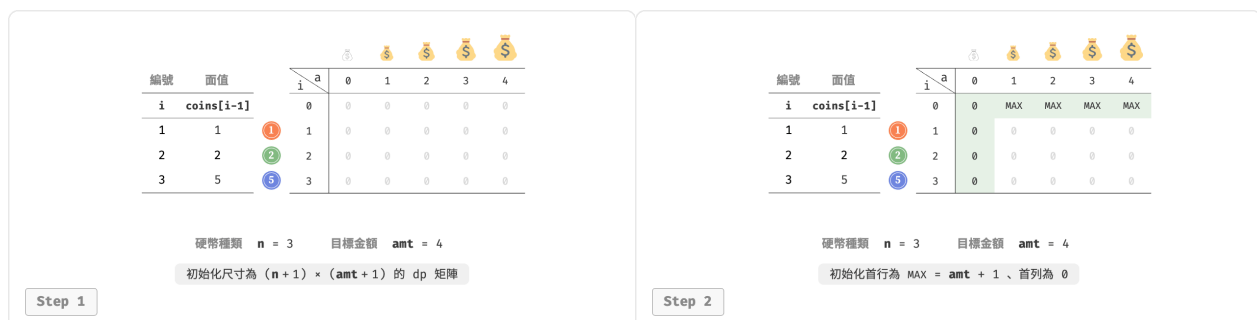 編號 面值 i a 0 1 2 3 4
i coins[i-1] 0 0 0 0 0 0
1 1 1 1 0 0 0 0 0
2 2 2 2 0 0 0 0 0
3 5 5 3 0 0 0 0 0
硬幣種類 n = 3 目標金額 amt = 4
初始化尺寸為 (n + 1) × (amt + 1) 的 dp 矩陣
Step 1
編號 面值 i a 0 1 2 3 4
i coins[i-1] 0 0 MAX MAX MAX MAX
1 1 1 1 0 0 0 0 0
2 2 2 2 0 0 0 0 0
3 5 5 3 0 0 0 0 0
硬幣種類 n = 3 目標金額 amt = 4
初始化首行為 MAX = amt + 1 、首列為 0
Step 2